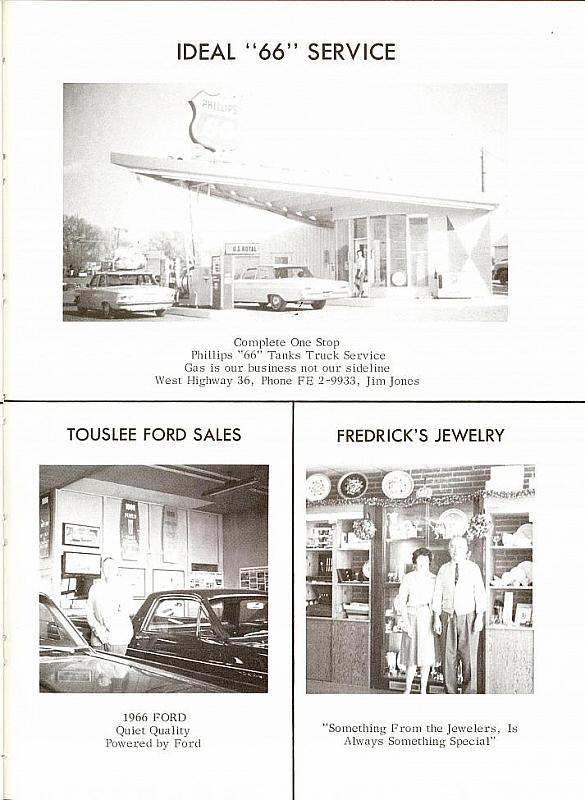 IDEAL "66" SERVICE
PHILLIPS
66
U.S. ROYAL
Complete One Stop
Phillips "66" Tanks Truck Service
Gas is our business not our sideline
West Highway 36, Phone FE 2-9933, Jim Jones
TOUSLEE FORD SALES
1966 FORD
Quiet Quality
Powered by Ford
FREDRICK'S JEWELRY
"Something From the Jewelers, Is
Always Something Special"